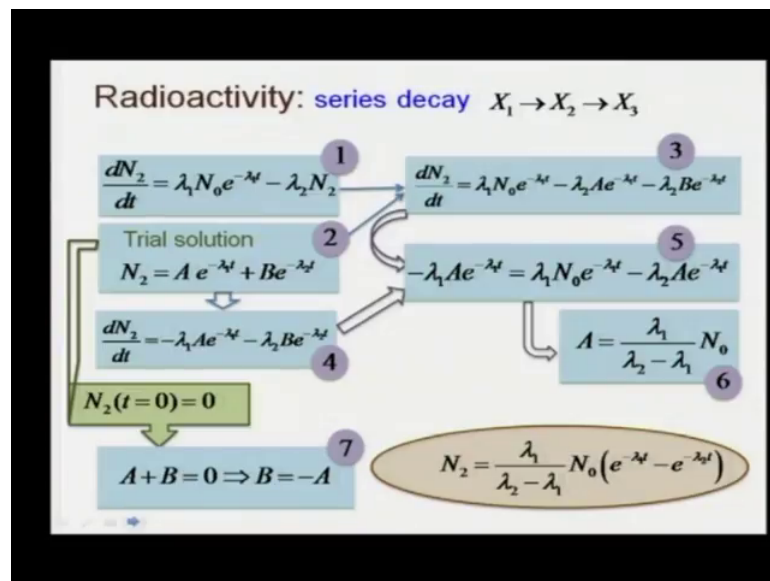 Radioactivity: series decay X₁ → X₂ → X₃
1
dN₂/dt = λ₁N₀e^(−λ₁t) − λ₂N₂
Trial solution
2
N₂ = A e^(−λ₁t) + Be^(−λ₂t)
3
dN₂/dt = λ₁N₀e^(−λ₁t) − λ₂Ae^(−λ₁t) − λ₂Be^(−λ₂t)
dN₂/dt = −λ₁Ae^(−λ₁t) − λ₂Be^(−λ₂t)
4
5
−λ₁Ae^(−λ₁t) = λ₁N₀e^(−λ₁t) − λ₂Ae^(−λ₁t)
A = λ₁/(λ₂ − λ₁) N₀
6
N₂(t = 0) = 0
7
A + B = 0 ⇒ B = −A
N₂ = λ₁/(λ₂ − λ₁) N₀(e^(−λ₁t) − e^(−λ₂t))